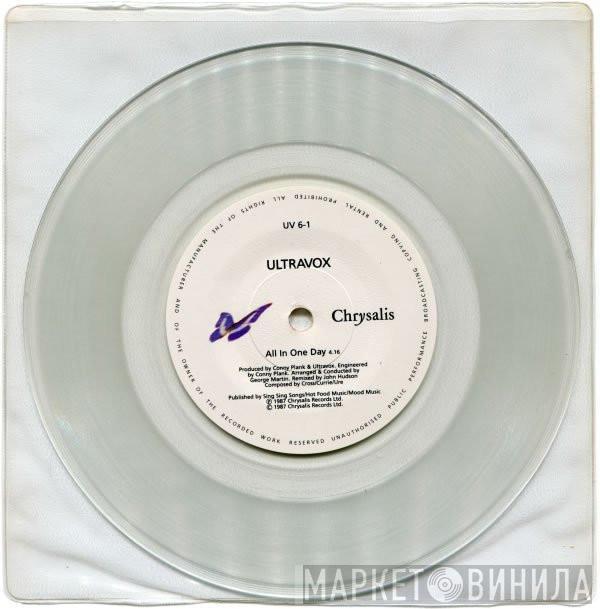 UV 6-1
ULTRAVOX
Chrysalis
All In One Day 4.16
Produced by Conny Plank & Ultravox. Engineered
by Conny Plank. Arranged & Conducted by
George Martin. Remixed by John Hudson
Composed by Cross/Currie/Ure
Published by Sing Sing Songs/Hot Food Music/Mood Music
℗ 1987 Chrysalis Records Ltd.
© 1987 Chrysalis Records Ltd.
ALL RIGHTS OF THE MANUFACTURER AND OF THE OWNER OF THE RECORDED WORK RESERVED UNAUTHORISED PUBLIC PERFORMANCE BROADCASTING COPYING AND RENTAL PROHIBITED
МАРКЕТ ВИНИЛА